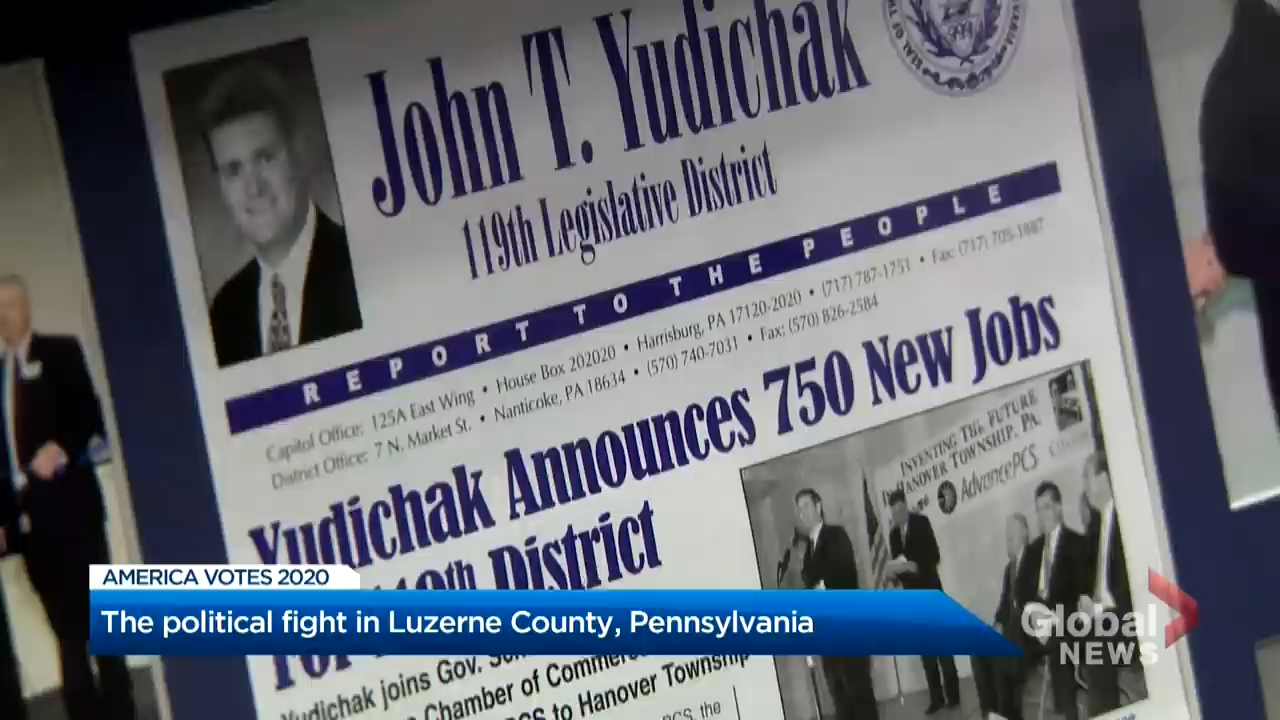 John T. Yudichak
119th Legislative District
REPORT TO THE PEOPLE
Capitol Office: 125A East Wing • House Box 202020 • Harrisburg, PA 17120-2020 • (717) 787-1751 • Fax: (717) 705-1887
District Office: 7 N. Market St. • Nanticoke, PA 18634 • (570) 740-7031 • Fax: (570) 826-2584
Yudichak Announces 750 New Jobs
For 119th District
INVENTING THE FUTURE
HANOVER TOWNSHIP, PA
AdvancePCS
AMERICA VOTES 2020
The political fight in Luzerne County, Pennsylvania
Global
NEWS
Yudichak joins Gov.
Chamber of Commerce
to Hanover Township
the